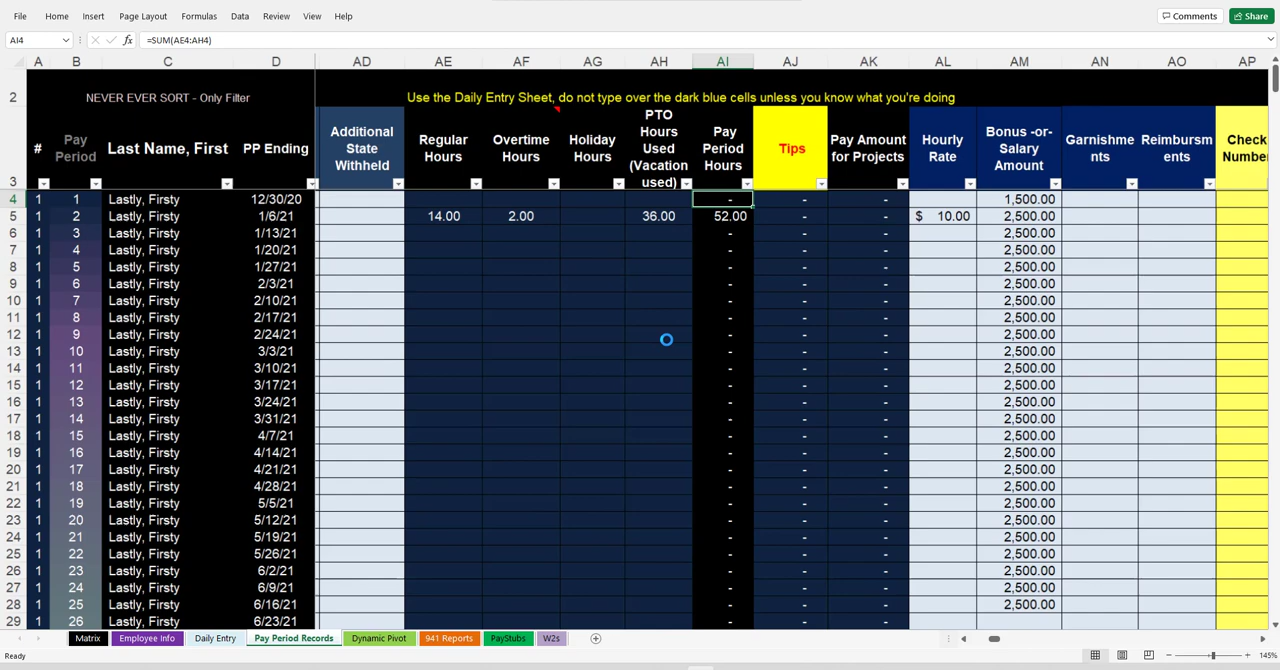 File Home Insert Page Layout Formulas Data Review View Help Comments Share
AI4 fx =SUM(AE4:AH4)
A B C D AD AE AF AG AH AI AJ AK AL AM AN AO AP
2 NEVER EVER SORT - Only Filter Use the Daily Entry Sheet, do not type over the dark blue cells unless you know what you're doing
3 # Pay Period Last Name, First PP Ending Additional State Withheld Regular Hours Overtime Hours Holiday Hours PTO Hours Used (Vacation used) Pay Period Hours Tips Pay Amount for Projects Hourly Rate Bonus -or- Salary Amount Garnishme nts Reimbursm ents Check Numbe
4 1 1 Lastly, Firsty 12/30/20 - - - 1,500.00
5 1 2 Lastly, Firsty 1/6/21 14.00 2.00 36.00 52.00 - - $ 10.00 2,500.00
6 1 3 Lastly, Firsty 1/13/21 - - - 2,500.00
7 1 4 Lastly, Firsty 1/20/21 - - - 2,500.00
8 1 5 Lastly, Firsty 1/27/21 - - - 2,500.00
9 1 6 Lastly, Firsty 2/3/21 - - - 2,500.00
10 1 7 Lastly, Firsty 2/10/21 - - - 2,500.00
11 1 8 Lastly, Firsty 2/17/21 - - - 2,500.00
12 1 9 Lastly, Firsty 2/24/21 - - - 2,500.00
13 1 10 Lastly, Firsty 3/3/21 - - - 2,500.00
14 1 11 Lastly, Firsty 3/10/21 - - - 2,500.00
15 1 12 Lastly, Firsty 3/17/21 - - - 2,500.00
16 1 13 Lastly, Firsty 3/24/21 - - - 2,500.00
17 1 14 Lastly, Firsty 3/31/21 - - - 2,500.00
18 1 15 Lastly, Firsty 4/7/21 - - - 2,500.00
19 1 16 Lastly, Firsty 4/14/21 - - - 2,500.00
20 1 17 Lastly, Firsty 4/21/21 - - - 2,500.00
21 1 18 Lastly, Firsty 4/28/21 - - - 2,500.00
22 1 19 Lastly, Firsty 5/5/21 - - - 2,500.00
23 1 20 Lastly, Firsty 5/12/21 - - - 2,500.00
24 1 21 Lastly, Firsty 5/19/21 - - - 2,500.00
25 1 22 Lastly, Firsty 5/26/21 - - - 2,500.00
26 1 23 Lastly, Firsty 6/2/21 - - - 2,500.00
27 1 24 Lastly, Firsty 6/9/21 - - - 2,500.00
28 1 25 Lastly, Firsty 6/16/21 - - - 2,500.00
29 1 26 Lastly, Firsty 6/23/21 - - -
Matrix Employee Info Daily Entry Pay Period Records Dynamic Pivot 941 Reports PayStubs W2s
Ready 145%